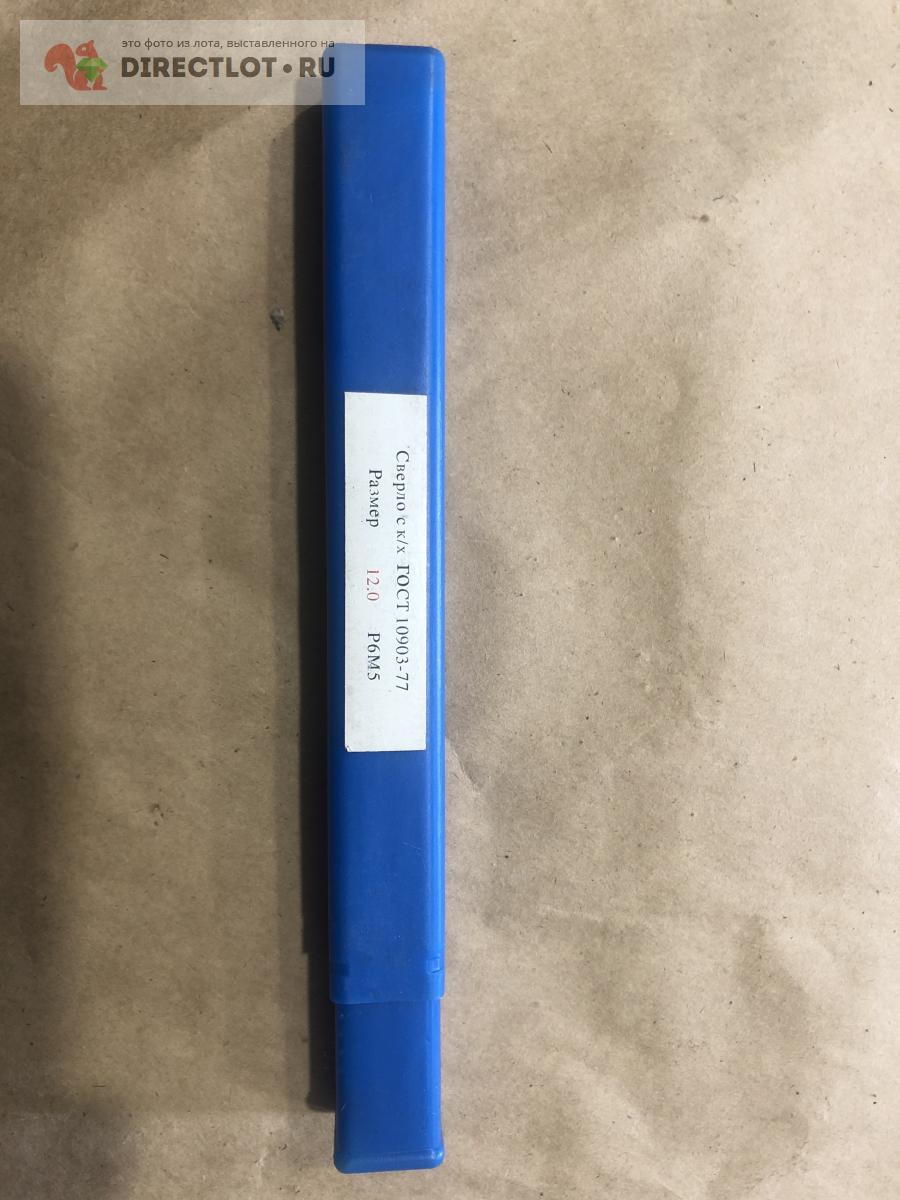 это фото из лота, выставленного на
DIRECTLOT•RU
Сверло с к/х ГОСТ 10903-77
Размер 12.0 Р6М5